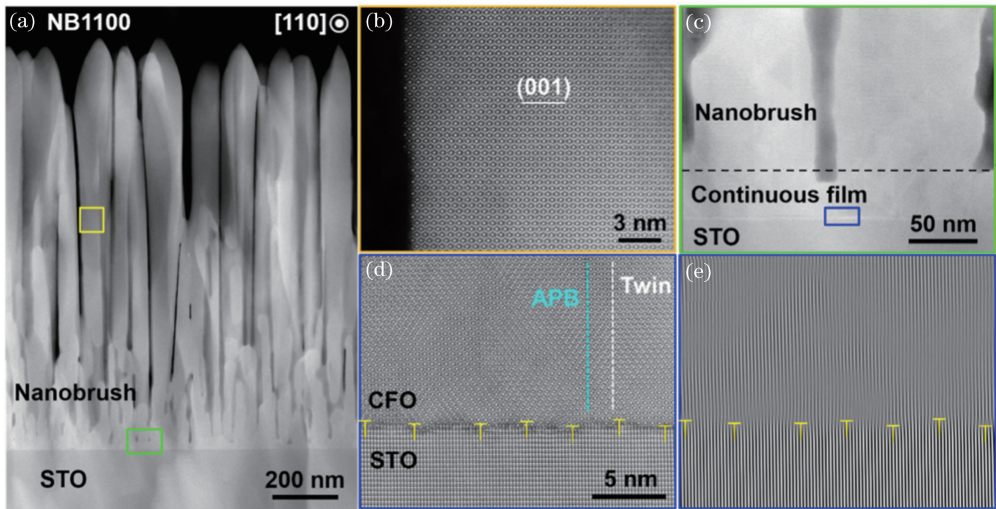 (a) NB1100 [110]
Nanobrush
STO
200 nm
(b)
(001)
3 nm
(c)
Nanobrush
Continuous film
STO
50 nm
(d)
APB
Twin
CFO
STO
5 nm
(e)